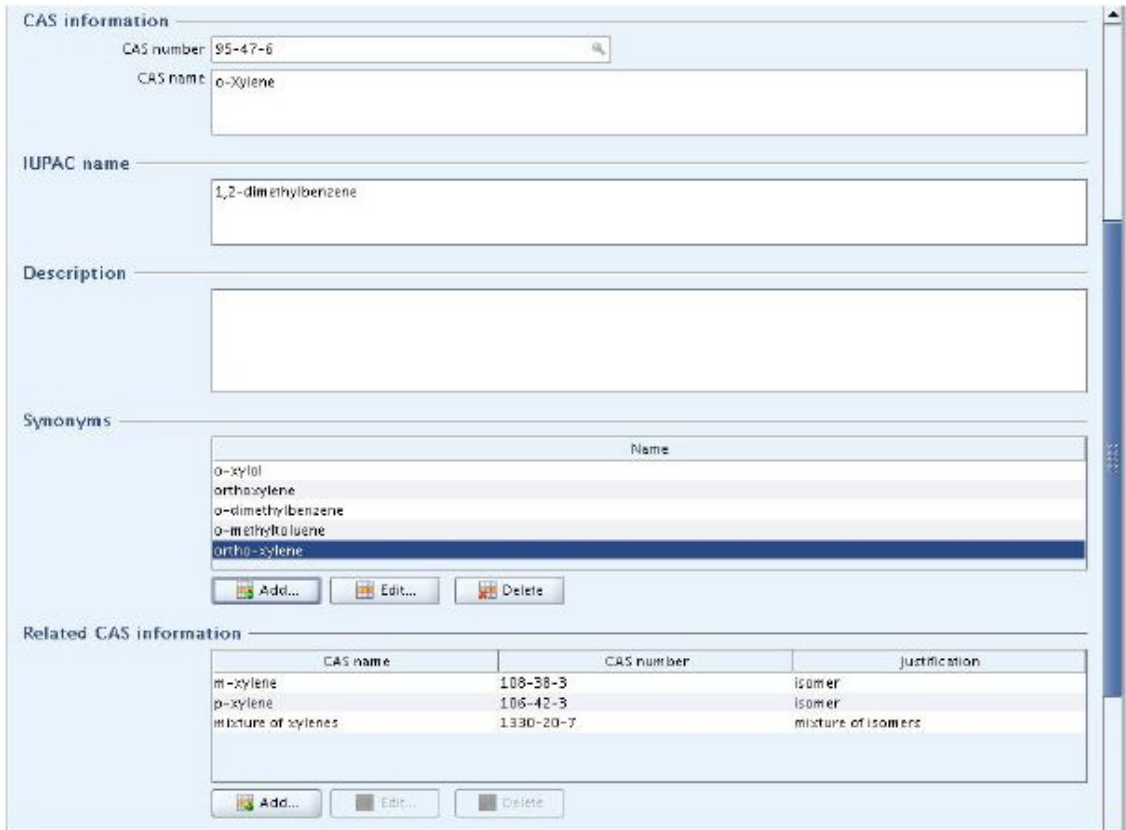 CAS information
CAS number 95-47-6
CAS name o-Xylene
IUPAC name
1,2-dimethylbenzene
Description
Synonyms
Name
o-xylol
orthoxylene
o-dimethylbenzene
o-methyltoluene
ortho-xylene
Add... Edit... Delete
Related CAS information
CAS name CAS number Justification
m-xylene 108-38-3 isomer
p-xylene 106-42-3 isomer
mixture of xylenes 1330-20-7 mixture of isomers
Add... Edit... Delete